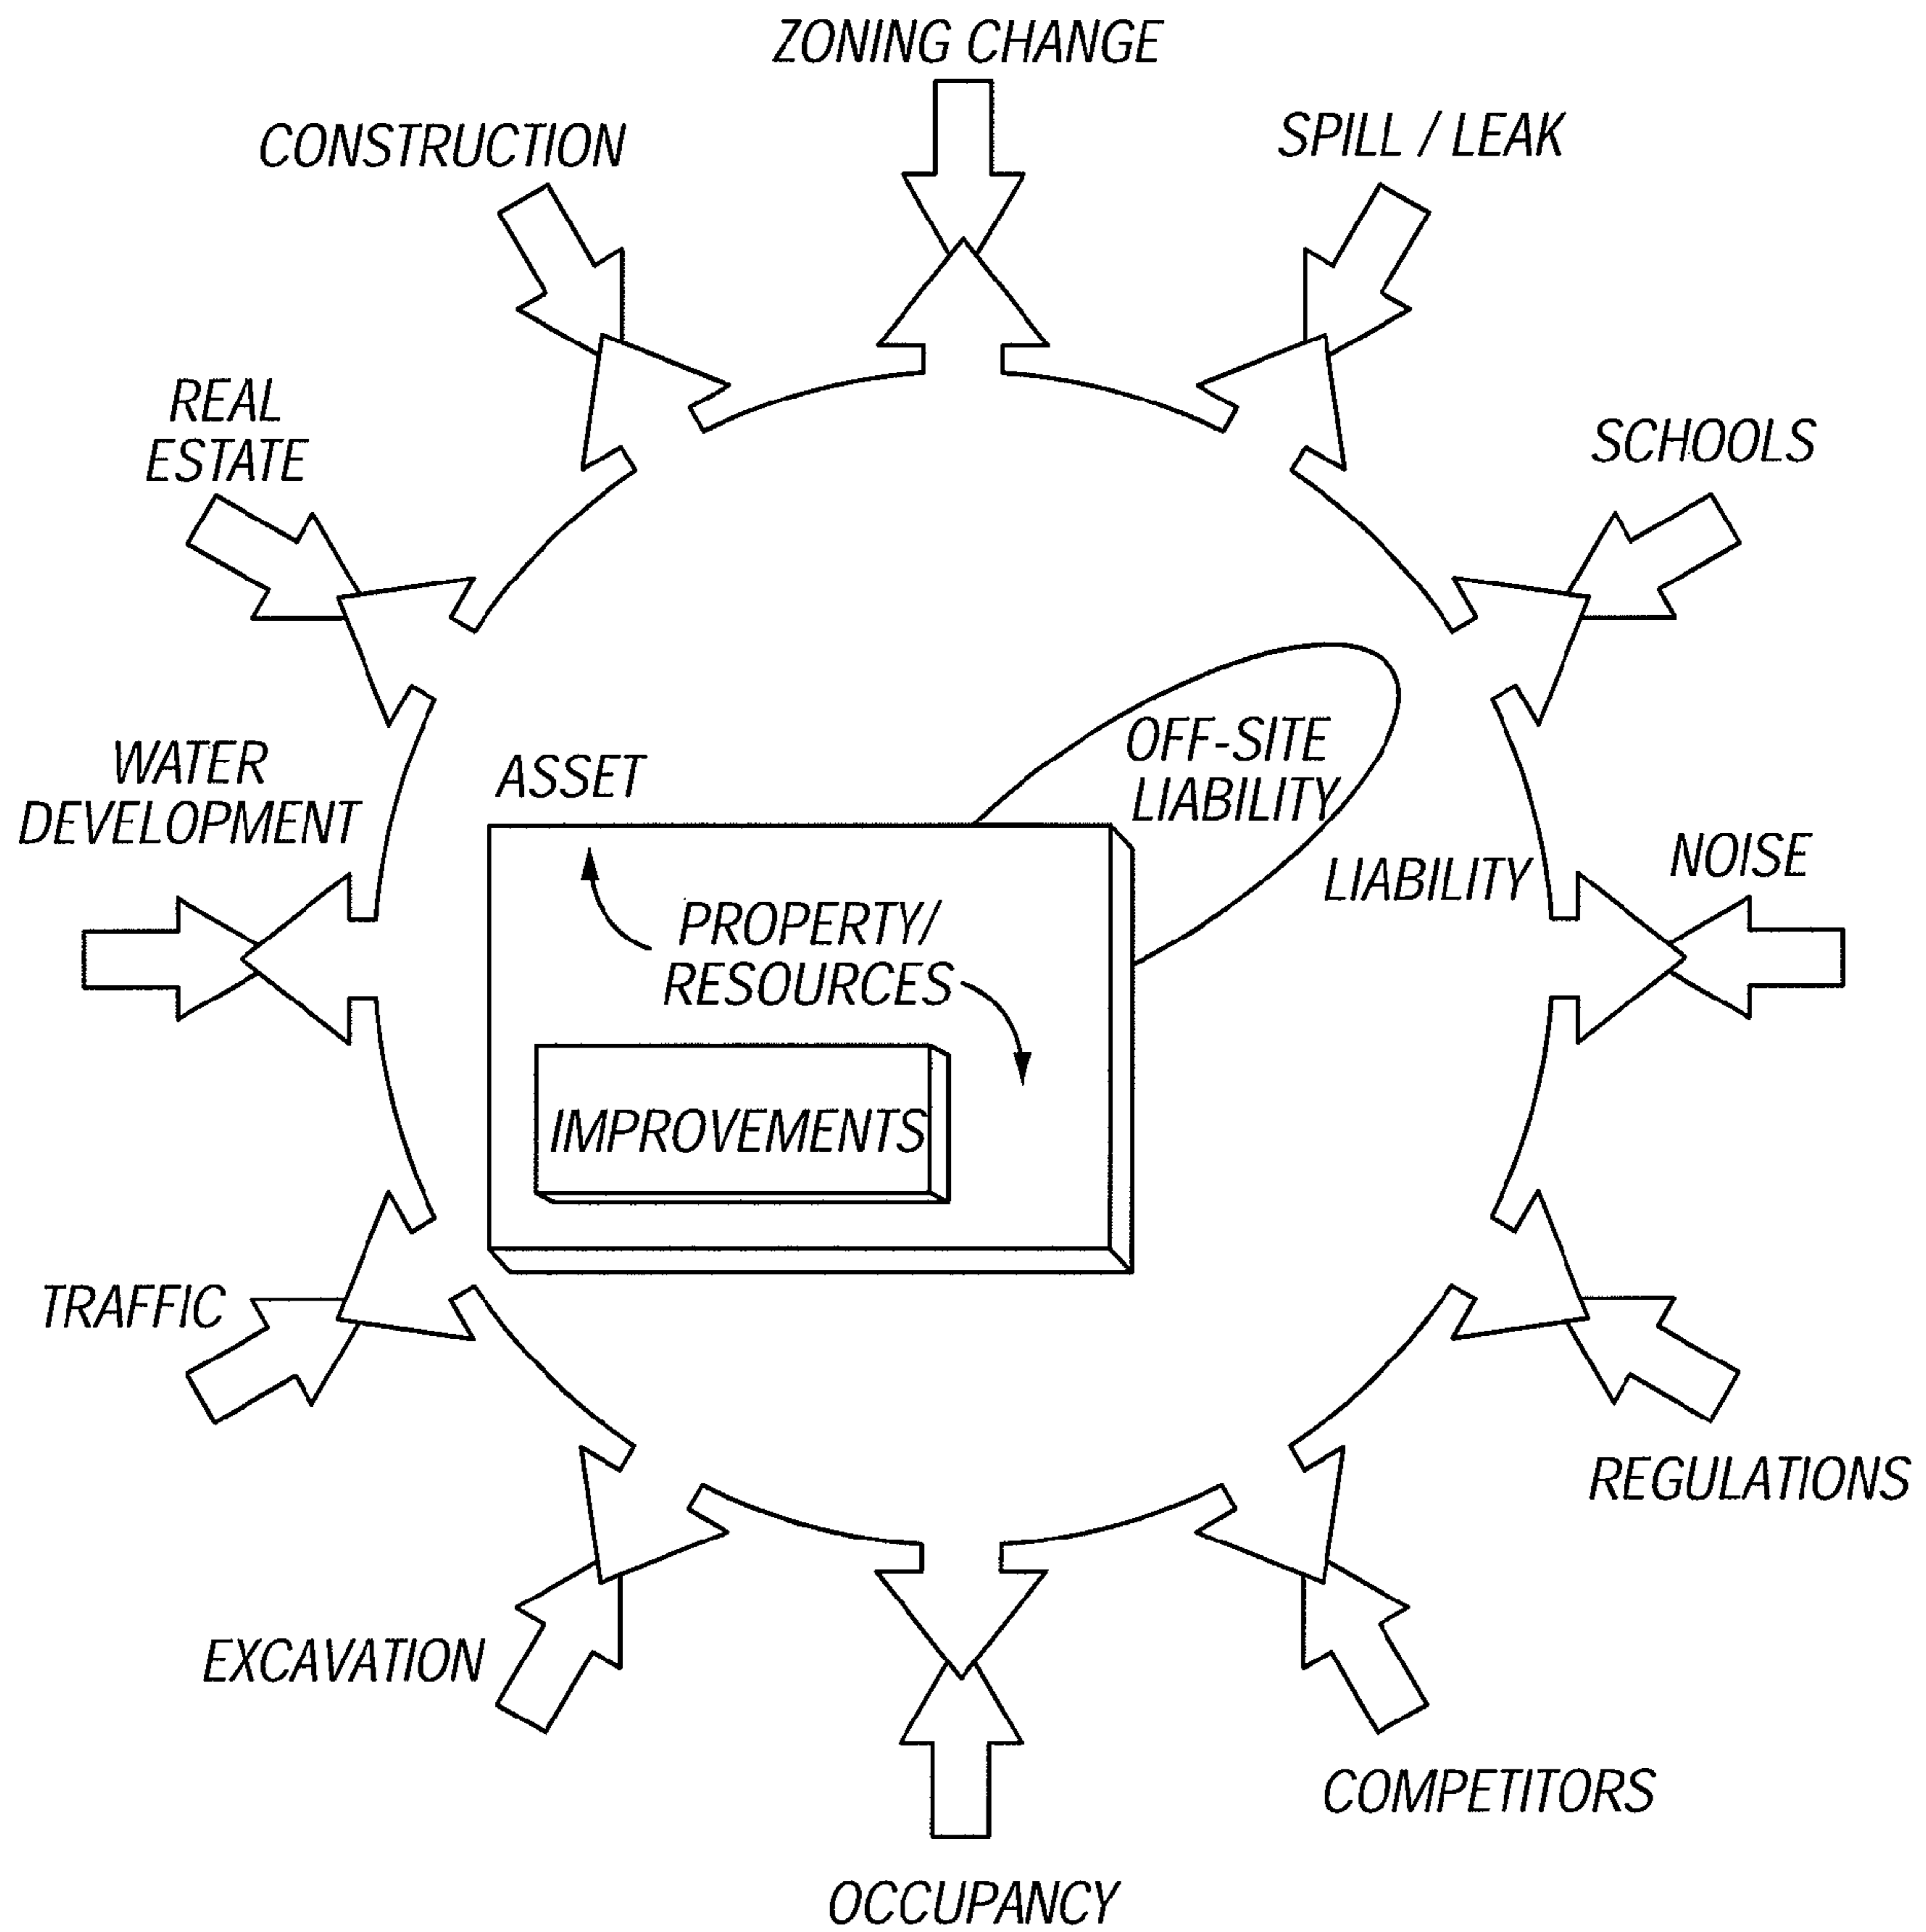 ZONING CHANGE
CONSTRUCTION
SPILL / LEAK
REAL
ESTATE
SCHOOLS
WATER
DEVELOPMENT
ASSET
OFF-SITE
LIABILITY
LIABILITY
NOISE
PROPERTY/
RESOURCES
IMPROVEMENTS
TRAFFIC
REGULATIONS
EXCAVATION
COMPETITORS
OCCUPANCY